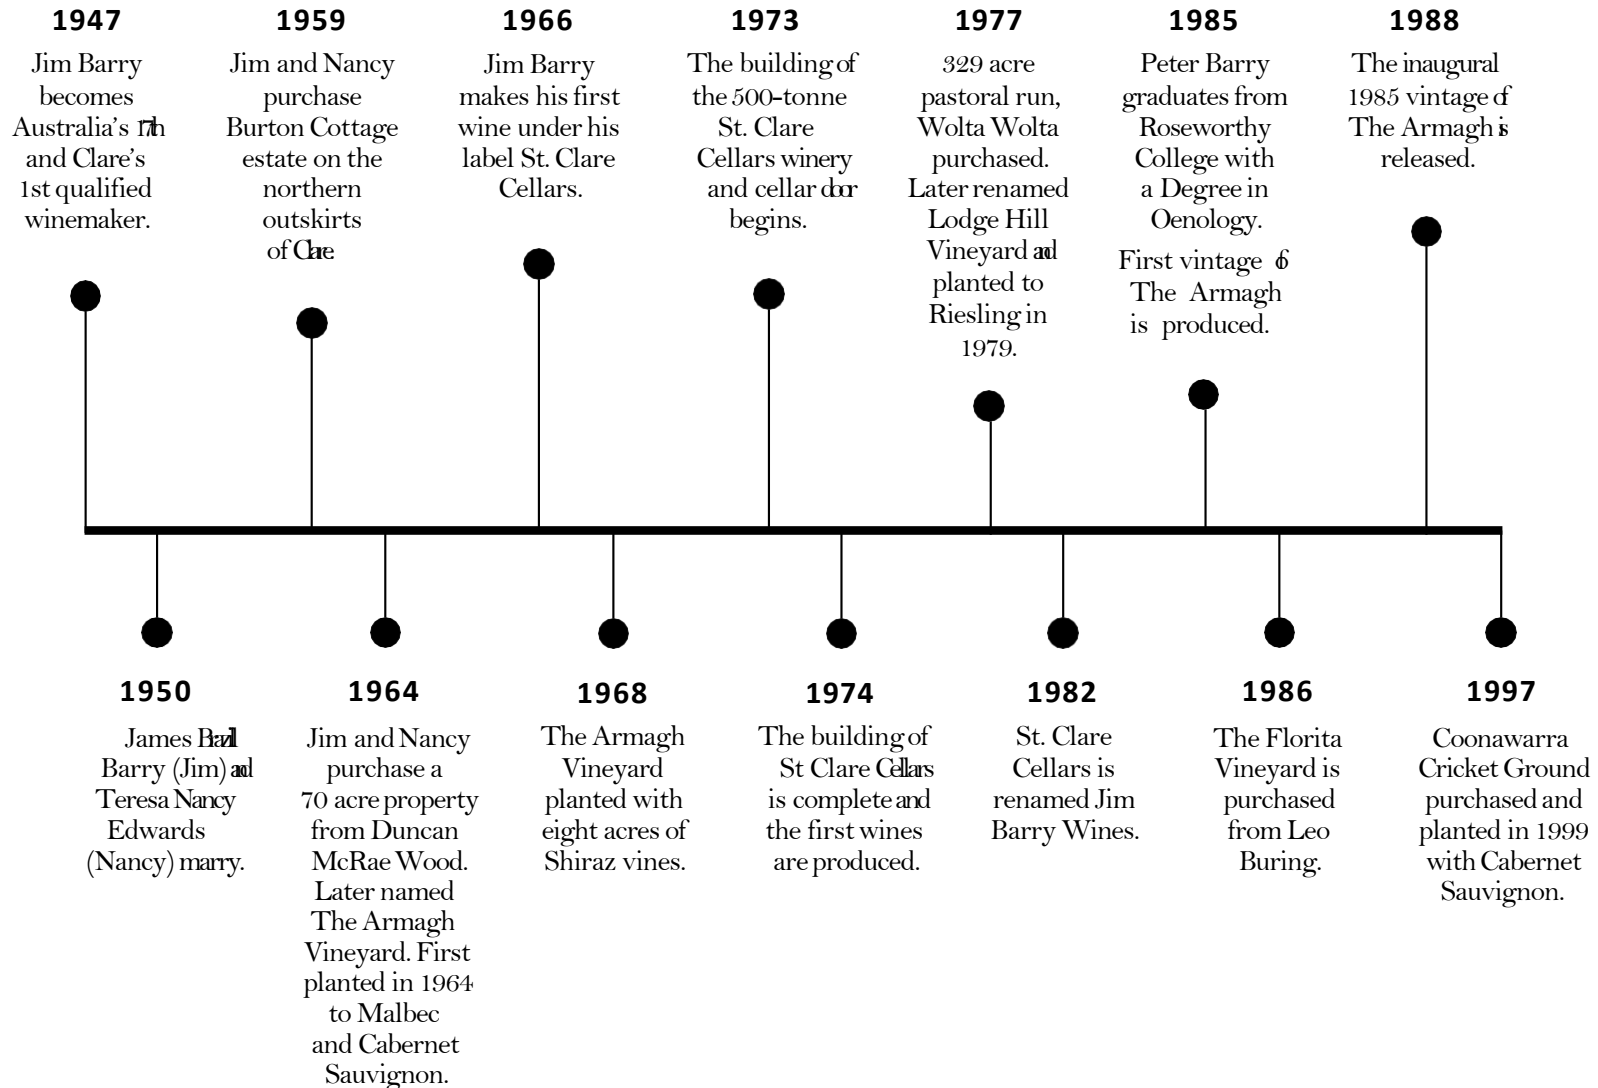 1947
Jim Barry
becomes
Australia's 17th
and Clare's
1st qualified
winemaker.
1959
Jim and Nancy
purchase
Burton Cottage
estate on the
northern
outskirts
of Clare.
1966
Jim Barry
makes his first
wine under his
label St. Clare
Cellars.
1973
The building of
the 500-tonne
St. Clare
Cellars winery
and cellar door
begins.
1977
329 acre
pastoral run,
Wolta Wolta
purchased.
Later renamed
Lodge Hill
Vineyard and
planted to
Riesling in
1979.
1985
Peter Barry
graduates from
Roseworthy
College with
a Degree in
Oenology.
First vintage of
The Armagh
is produced.
1988
The inaugural
1985 vintage of
The Armagh is
released.
1950
James Brazil
Barry (Jim) and
Teresa Nancy
Edwards
(Nancy) marry.
1964
Jim and Nancy
purchase a
70 acre property
from Duncan
McRae Wood.
Later named
The Armagh
Vineyard. First
planted in 1964
to Malbec
and Cabernet
Sauvignon.
1968
The Armagh
Vineyard
planted with
eight acres of
Shiraz vines.
1974
The building of
St Clare Cellars
is complete and
the first wines
are produced.
1982
St. Clare
Cellars is
renamed Jim
Barry Wines.
1986
The Florita
Vineyard is
purchased
from Leo
Buring.
1997
Coonawarra
Cricket Ground
purchased and
planted in 1999
with Cabernet
Sauvignon.